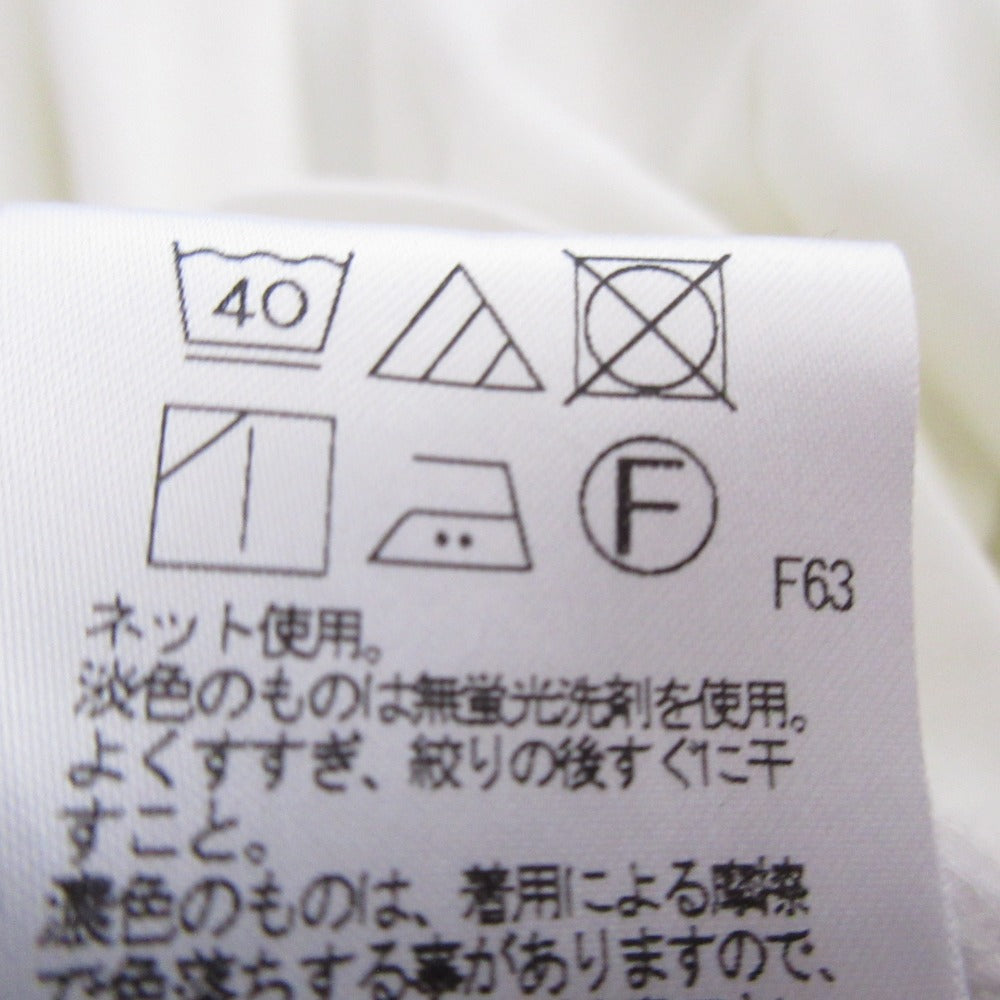 40
F
F63
ネット使用。
淡色のものは無蛍光洗剤を使用。
よくすすぎ、絞りの後すぐに干
すこと。
濃色のものは、着用による摩擦
で色落ちする事がありますので、